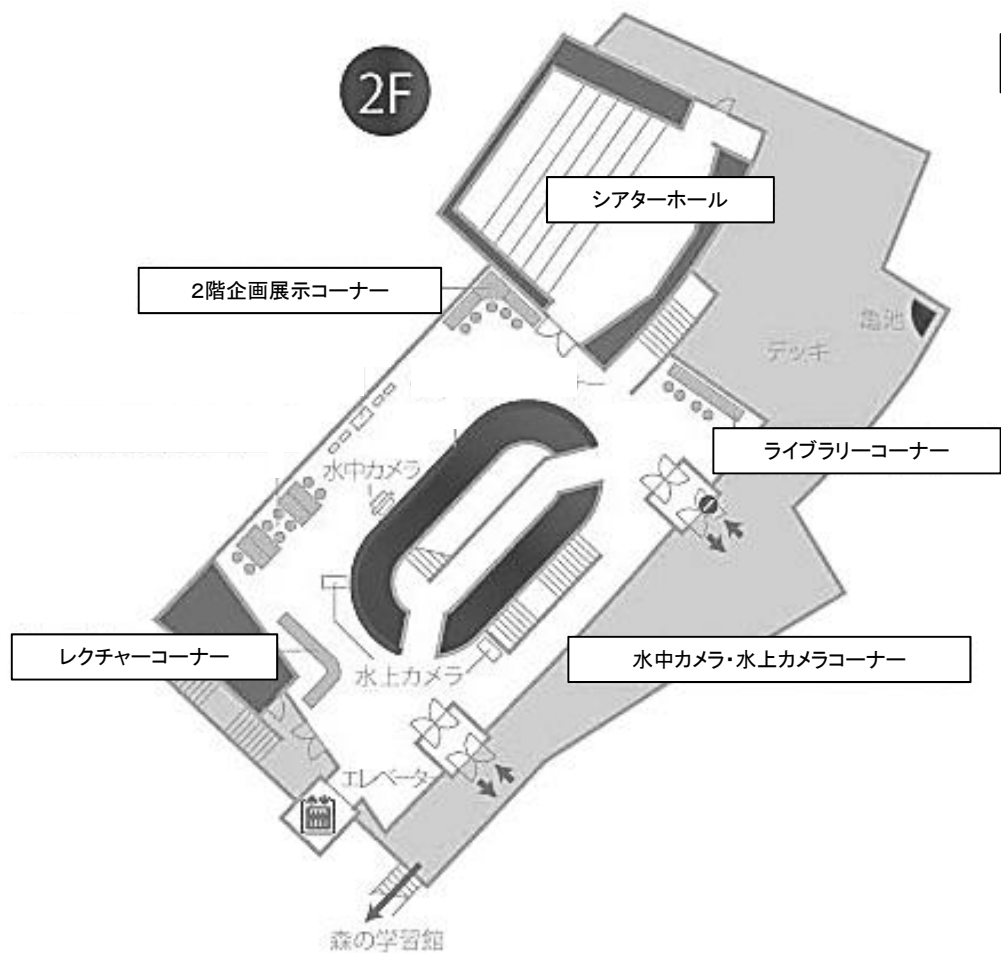 2F
シアターホール
2階企画展示コーナー
亀池
デッキ
ライブラリーコーナー
水中カメラ
レクチャーコーナー
水上カメラ
水中カメラ・水上カメラコーナー
エレベーター
森の学習館